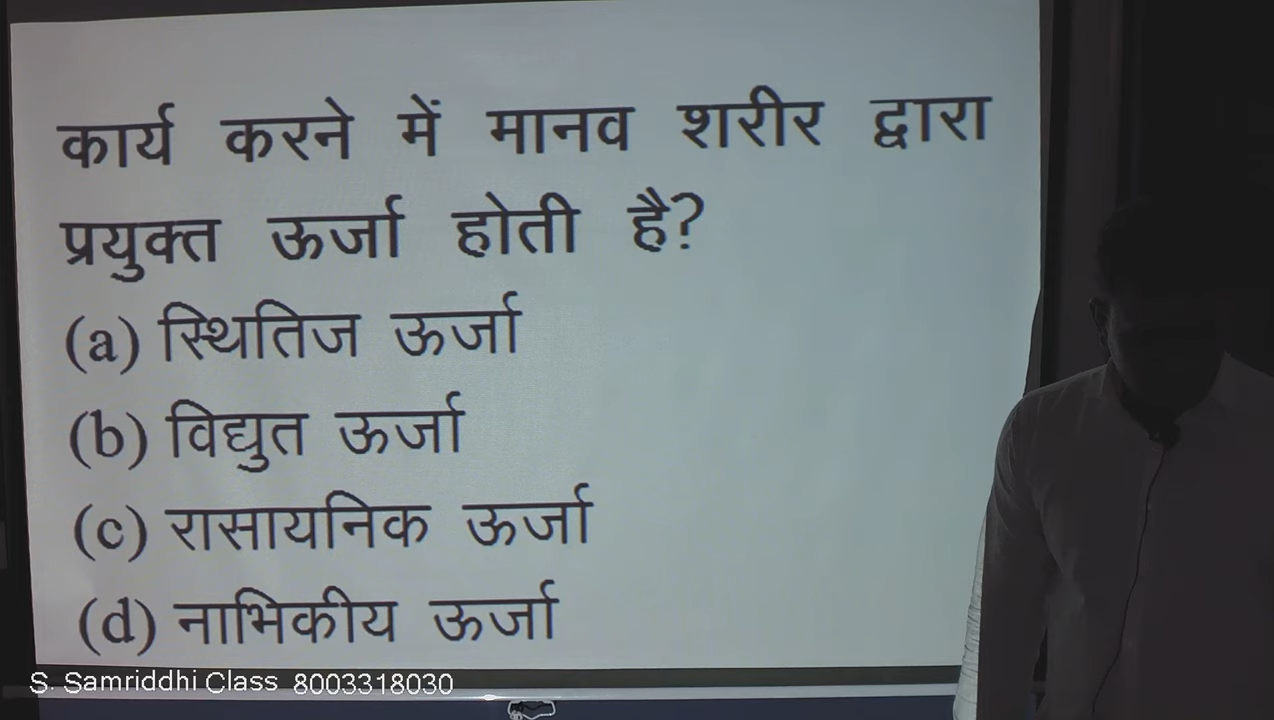 कार्य करने में मानव शरीर द्वारा
प्रयुक्त ऊर्जा होती है?
(a) स्थितिज ऊर्जा
(b) विद्युत ऊर्जा
(c) रासायनिक ऊर्जा
(d) नाभिकीय ऊर्जा
S. Samriddhi Class 8003318030